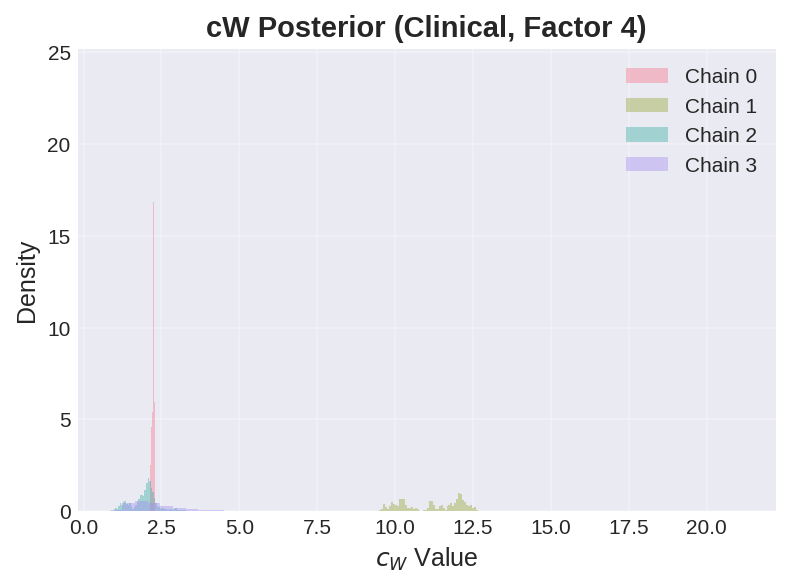 cW Posterior (Clinical, Factor 4)
25
20
15
10
5
0
Density
Chain 0
Chain 1
Chain 2
Chain 3
0.0 2.5 5.0 7.5 10.0 12.5 15.0 17.5 20.0
c_W Value